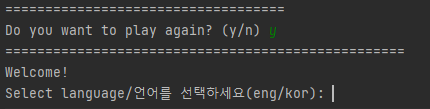 ===================================
Do you want to play again? (y/n) y
==================================================
Welcome!
Select language/언어를 선택하세요(eng/kor):